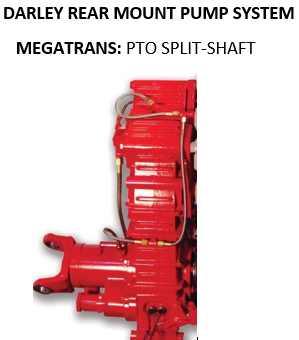 DARLEY REAR MOUNT PUMP SYSTEM
MEGATRANS: PTO SPLIT-SHAFT